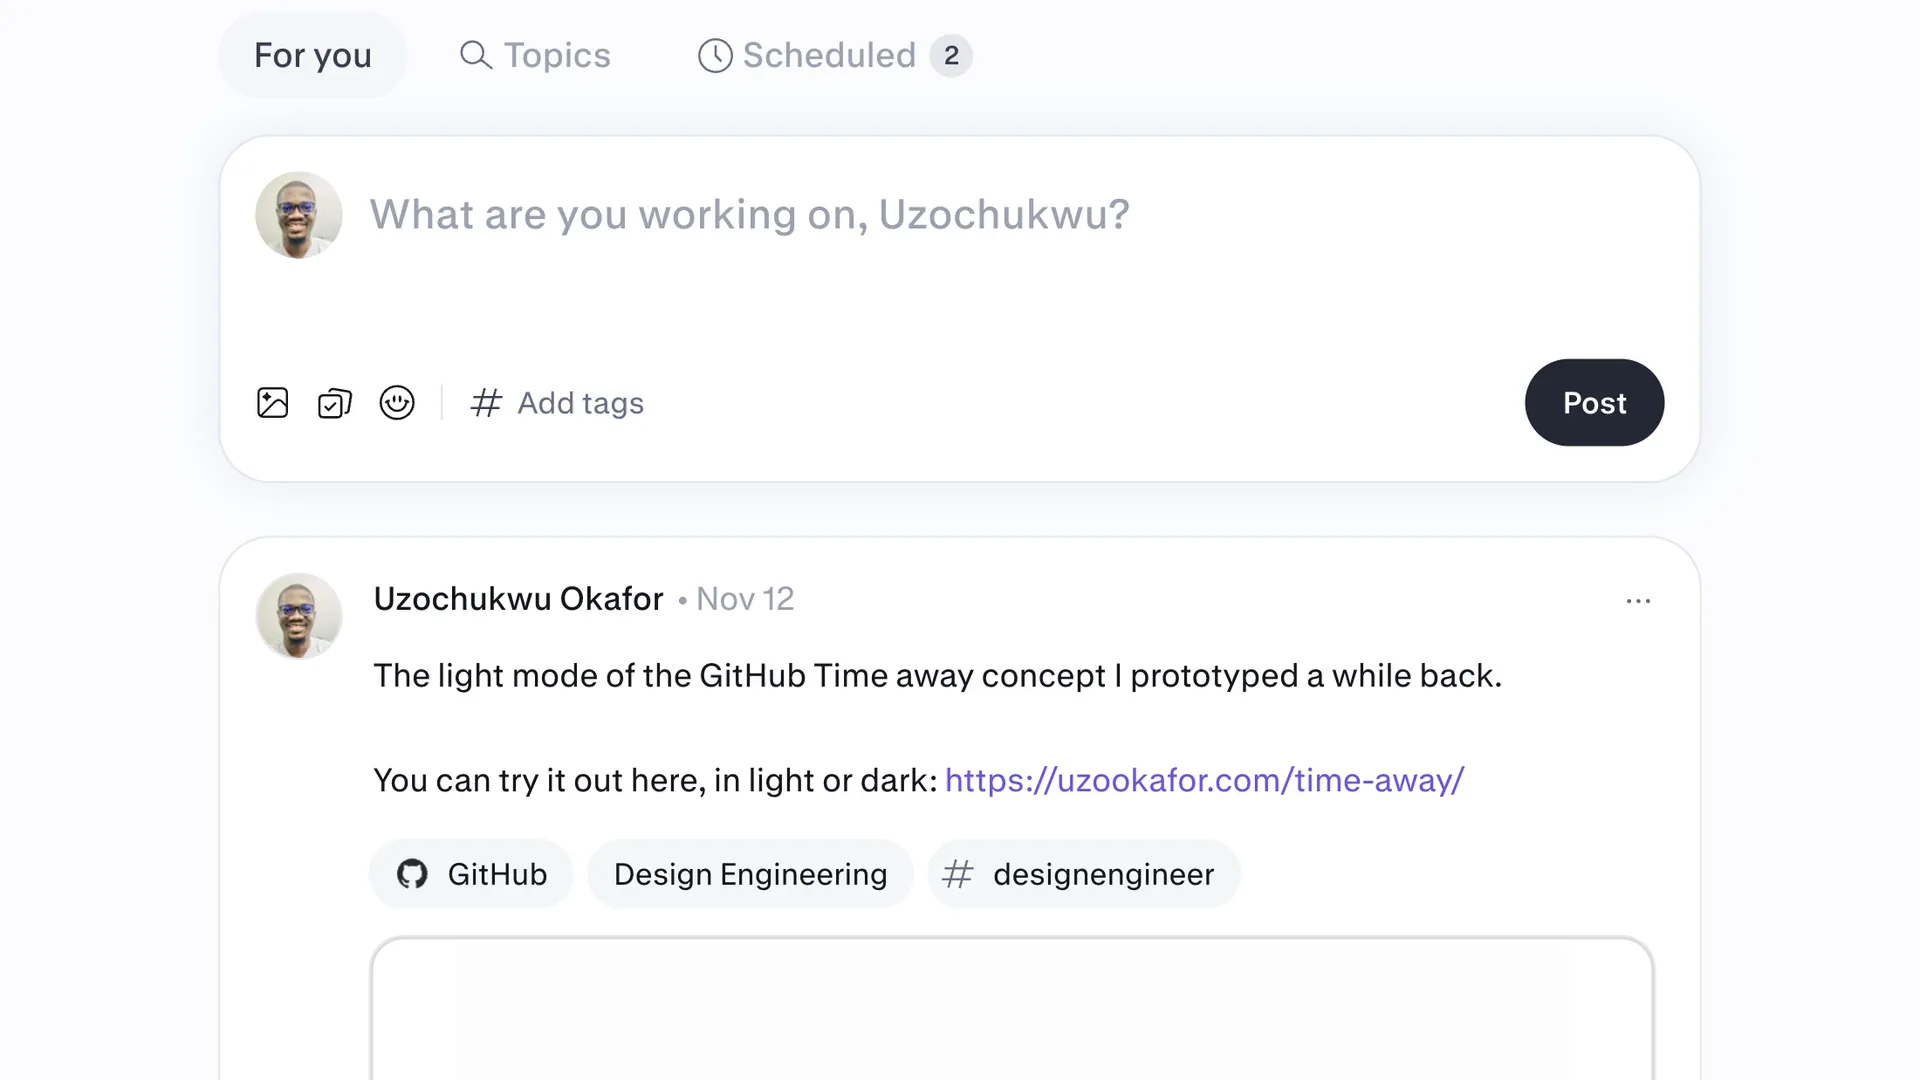 For you
Topics
Scheduled 2
What are you working on, Uzochukwu?
# Add tags
Post
Uzochukwu Okafor • Nov 12
...
The light mode of the GitHub Time away concept I prototyped a while back.
You can try it out here, in light or dark: https://uzookafor.com/time-away/
GitHub
Design Engineering
# designengineer